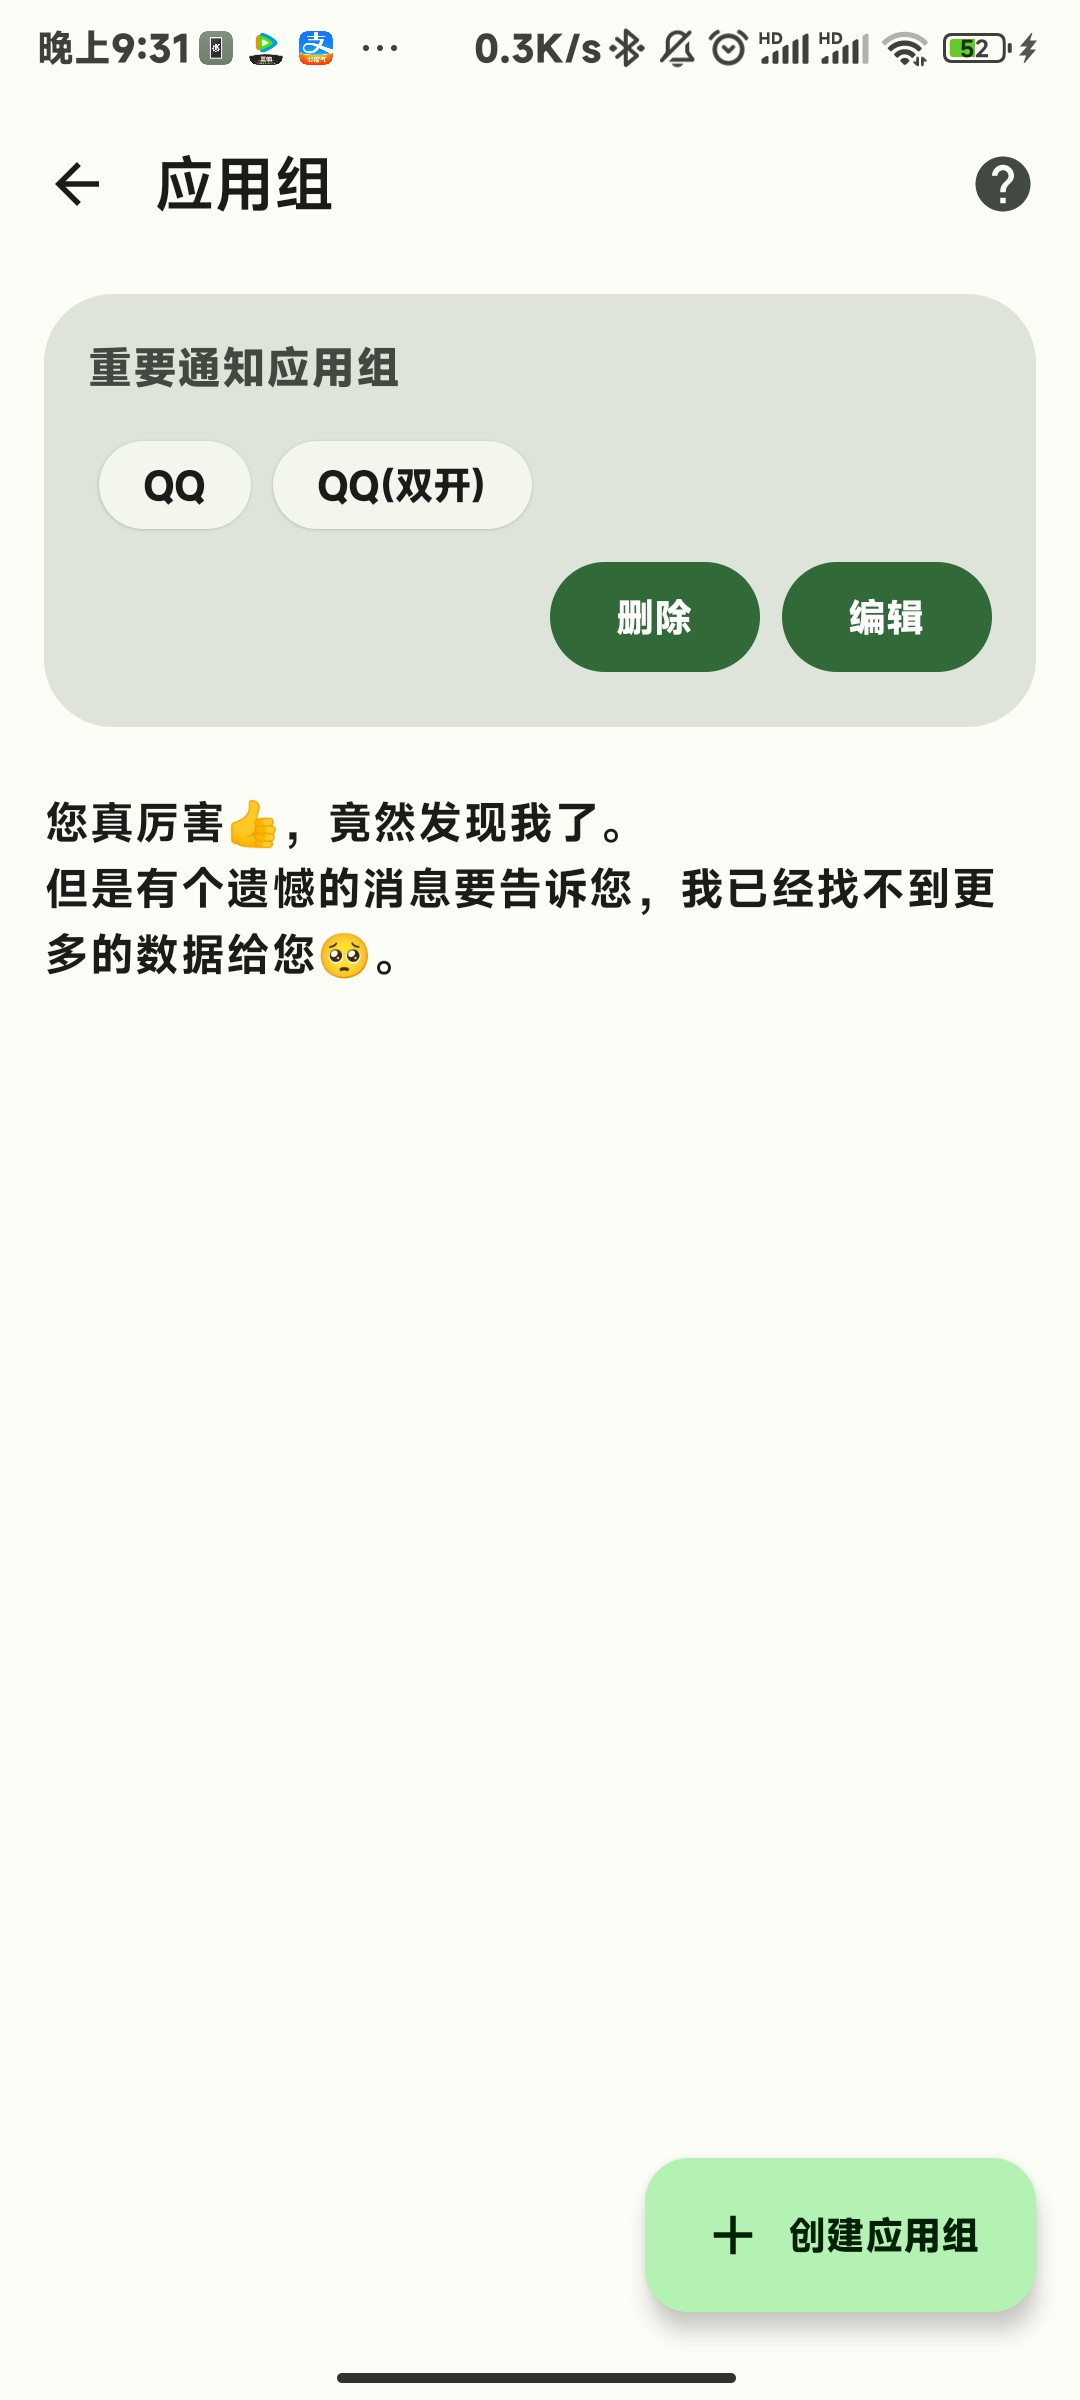 晚上9:31 0.3K/s HD HD 52
应用组
重要通知应用组
QQ QQ(双开)
删除 编辑
您真厉害👍，竟然发现我了。
但是有个遗憾的消息要告诉您，我已经找不到更
多的数据给您🥺。
创建应用组